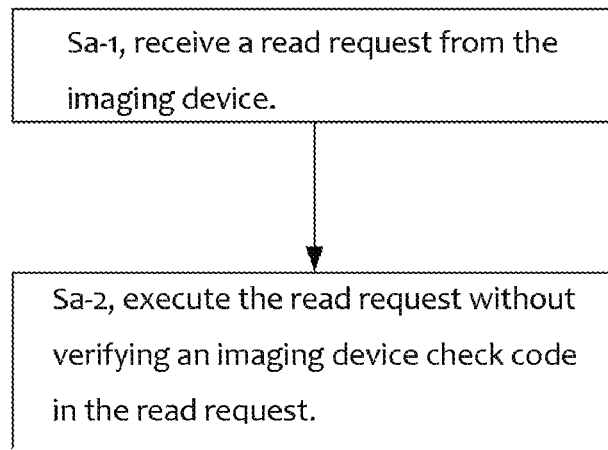 Sa-1, receive a read request from the
imaging device.
Sa-2, execute the read request without
verifying an imaging device check code
in the read request.